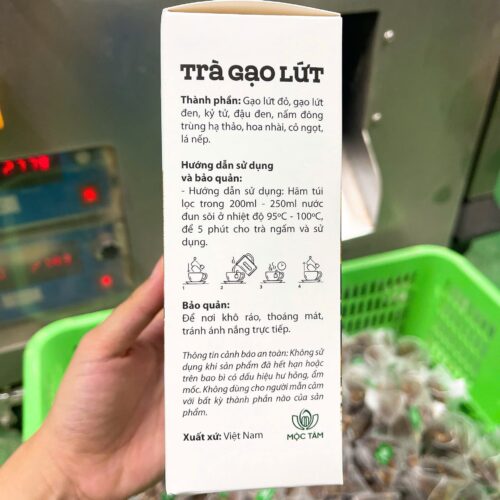 Trà GẠO LỨT
Thành phần: Gạo lứt đỏ, gạo lứt
đen, kỷ tử, đậu đen, nấm đông
trùng hạ thảo, hoa nhài, cỏ ngọt,
lá nếp.
Hướng dẫn sử dụng
và bảo quản:
- Hướng dẫn sử dụng: Hãm túi
lọc trong 200ml - 250ml nước
đun sôi ở nhiệt độ 95ºC - 100ºC,
để 5 phút cho trà ngấm và sử
dụng.
1 2 3 4
Bảo quản:
Để nơi khô ráo, thoáng mát,
tránh ánh nắng trực tiếp.
Thông tin cảnh báo an toàn: Không sử
dụng khi sản phẩm đã hết hạn hoặc
trên bao bì có dấu hiệu hư hỏng, ẩm
mốc. Không dùng cho người mẫn cảm
với bất kỳ thành phần nào của sản
phẩm.
Xuất xứ: Việt Nam
MỘC TÂM